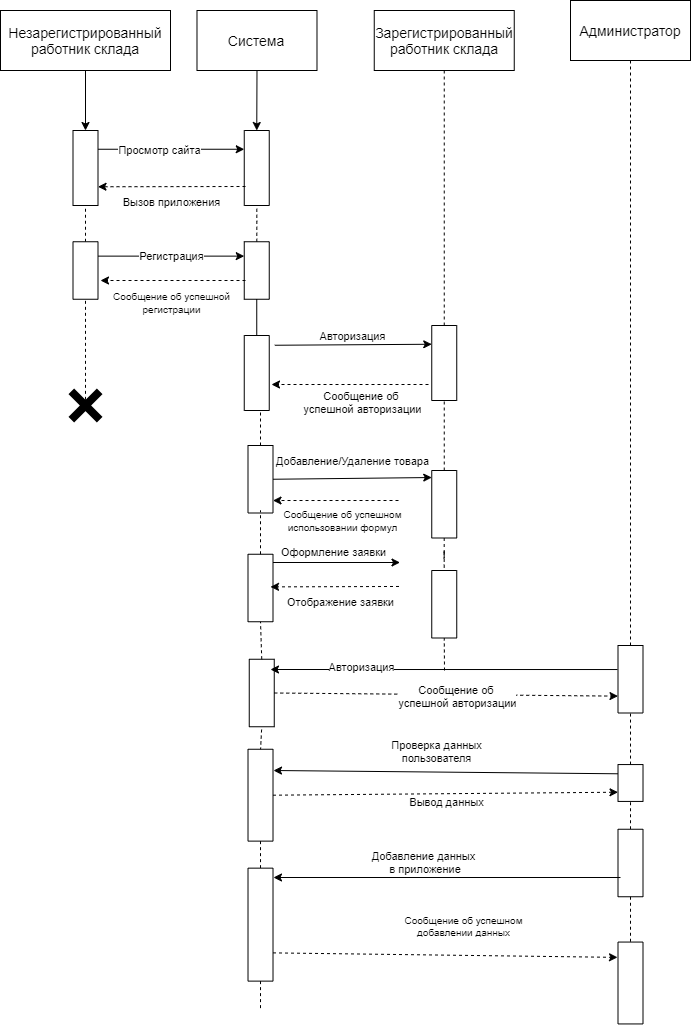 Незарегистрированный
работник склада
Система
Зарегистрированный
работник склада
Администратор
Просмотр сайта
Вызов приложения
Регистрация
Сообщение об успешной
регистрации
Авторизация
Сообщение об
успешной авторизации
Добавление/Удаление товара
Сообщение об успешном
использовании формул
Оформление заявки
Отображение заявки
Авторизация
Сообщение об
успешной авторизации
Проверка данных
пользователя
Вывод данных
Добавление данных
в приложение
Сообщение об успешном
добавлении данных